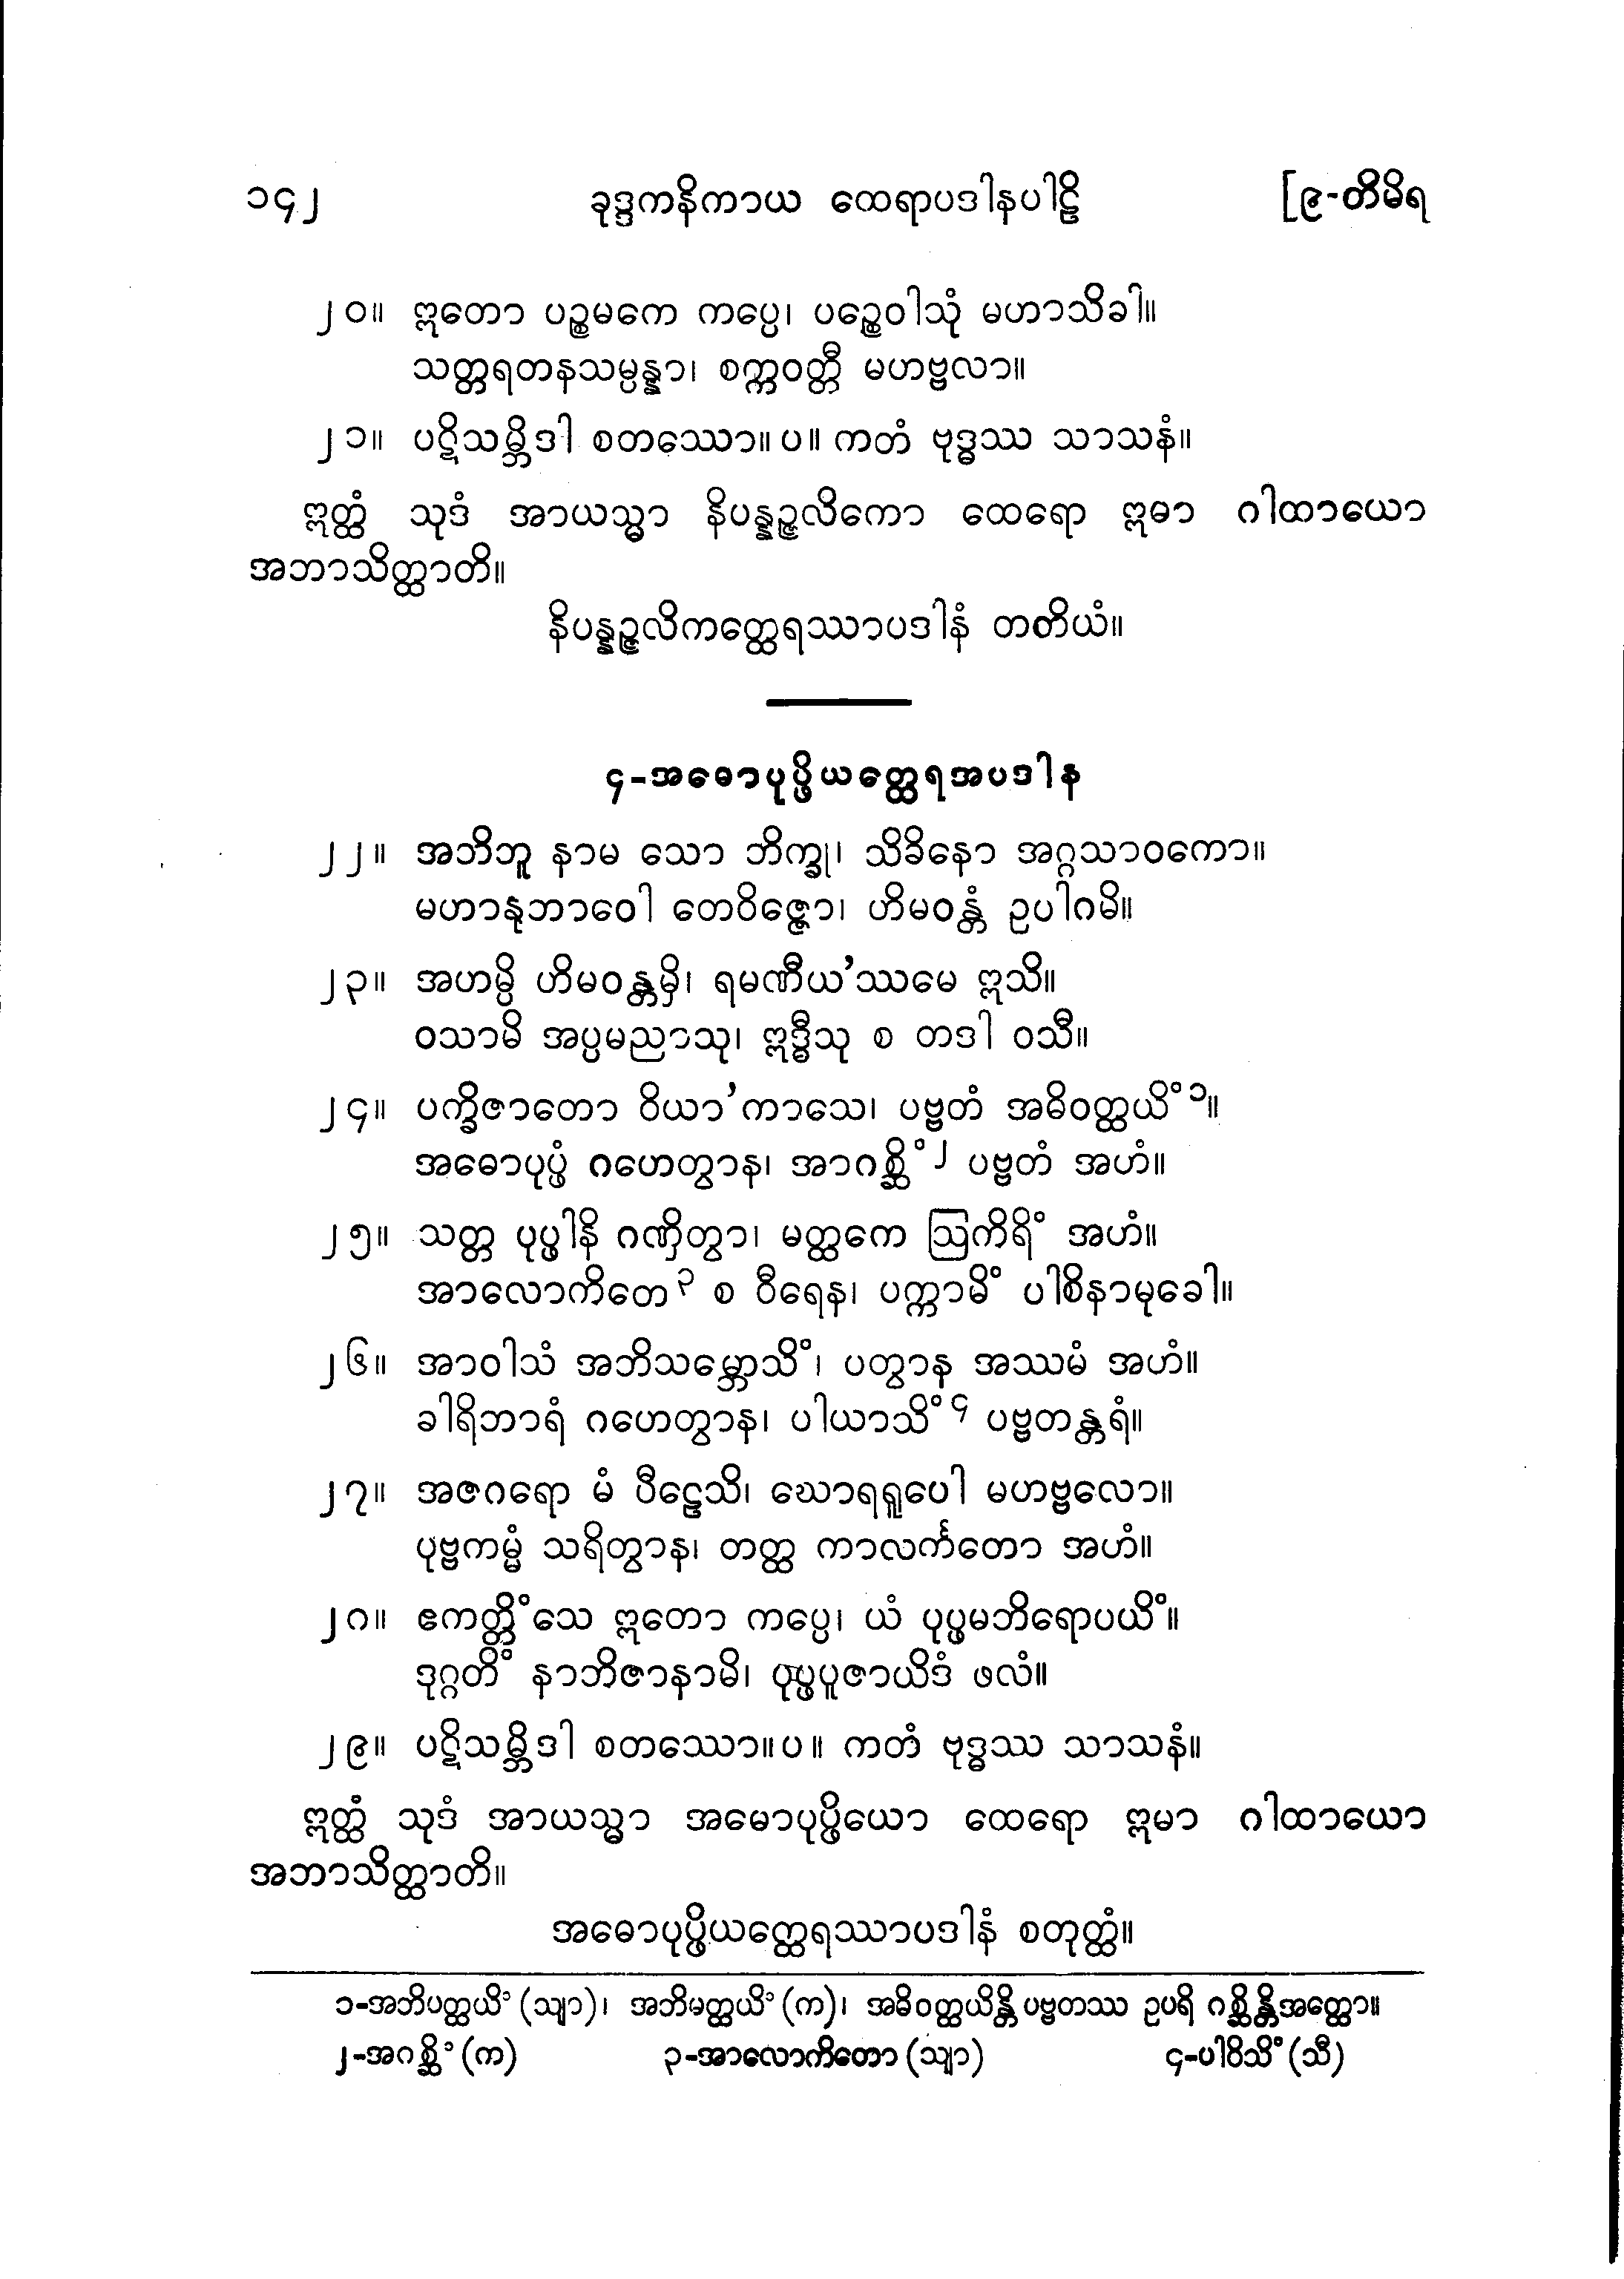 ၁၄၂ ခုဒ္ဒကနိကာယ ထေရာပဒါနပါဠိ [၉-တိမိရ
၂၀။ ဣတော ပဉ္စမကေ ကပ္ပေ၊ ပဉ္စေဝါသုံ မဟာသိခါ။
သတ္တရတနသမ္ပန္နာ၊ စက္ကဝတ္တီ မဟဗ္ဗလာ။
၂၁။ ပဋိသမ္ဘိဒါ စတဿော။ပ။ ကတံ ဗုဒ္ဓဿ သာသနံ။
ဣတ္ထံ သုဒံ အာယသ္မာ နိပန္နဉ္ဇလိကော ထေရော ဣမာ ဂါထာယော
အဘာသိတ္ထာတိ။
နိပန္နဉ္ဇလိကတ္ထေရဿာပဒါနံ တတိယံ။
၄-အဓောပုပ္ဖိယတ္ထေရအပဒါန
၂၂။ အဘိဘူ နာမ သော ဘိက္ခု၊ သိခိနော အဂ္ဂသာဝကော။
မဟာနုဘာဝေါ တေဝိဇ္ဇော၊ ဟိမဝန္တံ ဥပါဂမိ။
၂၃။ အဟမ္ပိ ဟိမဝန္တမှိ၊ ရမဏီယ’ဿမေ ဣသိ။
ဝသာမိ အပ္ပမညာသု၊ ဣဒ္ဓီသု စ တဒါ ဝသီ။
၂၄။ ပက္ခိဇာတော ဝိယာ’ကာသေ၊ ပဗ္ဗတံ အဓိဝတ္ထယိံ ၁။
အဓောပုပ္ဖံ ဂဟေတွာန၊ အာဂစ္ဆိံ ၂ ပဗ္ဗတံ အဟံ။
၂၅။ သတ္တ ပုပ္ဖါနိ ဂဏှိတွာ၊ မတ္ထကေ ဩကိရိံ အဟံ။
အာလောကိတေ ၃ စ ဝီရေန၊ ပက္ကာမိံ ပါစိနာမုခေါ။
၂၆။ အာဝါသံ အဘိသမ္ဘောသိံ၊ ပတွာန အဿမံ အဟံ။
ခါရိဘာရံ ဂဟေတွာန၊ ပါယာသိံ ၄ ပဗ္ဗတန္တရံ။
၂၇။ အဇဂရော မံ ပီဠေသိ၊ ဃောရရူပေါ မဟဗ္ဗလော။
ပုဗ္ဗကမ္မံ သရိတွာန၊ တတ္ထ ကာလင်္ကတော အဟံ။
၂၈။ ဧကတ္တိံသေ ဣတော ကပ္ပေ၊ ယံ ပုပ္ဖမဘိရောပယိံ။
ဒုဂ္ဂတိံ နာဘိဇာနာမိ၊ ပုပ္ဖပူဇာယိဒံ ဖလံ။
၂၉။ ပဋိသမ္ဘိဒါ စတဿော။ပ။ ကတံ ဗုဒ္ဓဿ သာသနံ။
ဣတ္ထံ သုဒံ အာယသ္မာ အဓောပုပ္ဖိယော ထေရော ဣမာ ဂါထာယော
အဘာသိတ္ထာတိ။
အဓောပုပ္ဖိယတ္ထေရဿာပဒါနံ စတုတ္ထံ။
၁-အဘိပတ္ထယိံ (သျာ)၊ အဘိမတ္ထယိံ (က)၊ အဓိဝတ္ထယိန္တိ ပဗ္ဗတဿ ဥပရိ ဂစ္ဆိန္တိအတ္ထော။
၂-အဂစ္ဆိံ (က) ၃-အာလောကိတော (သျာ) ၄-ပါဝိသိံ (သီ)